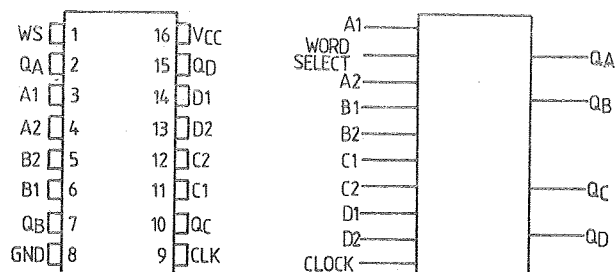 WS 1 16 VCC
QA 2 15 QD
A1 3 14 D1
A2 4 13 D2
B2 5 12 C2
B1 6 11 C1
QB 7 10 QC
GND 8 9 CLK
A1
WORD
SELECT
QA
A2
B1
QB
B2
C1
C2
QC
D1
D2
QD
CLOCK